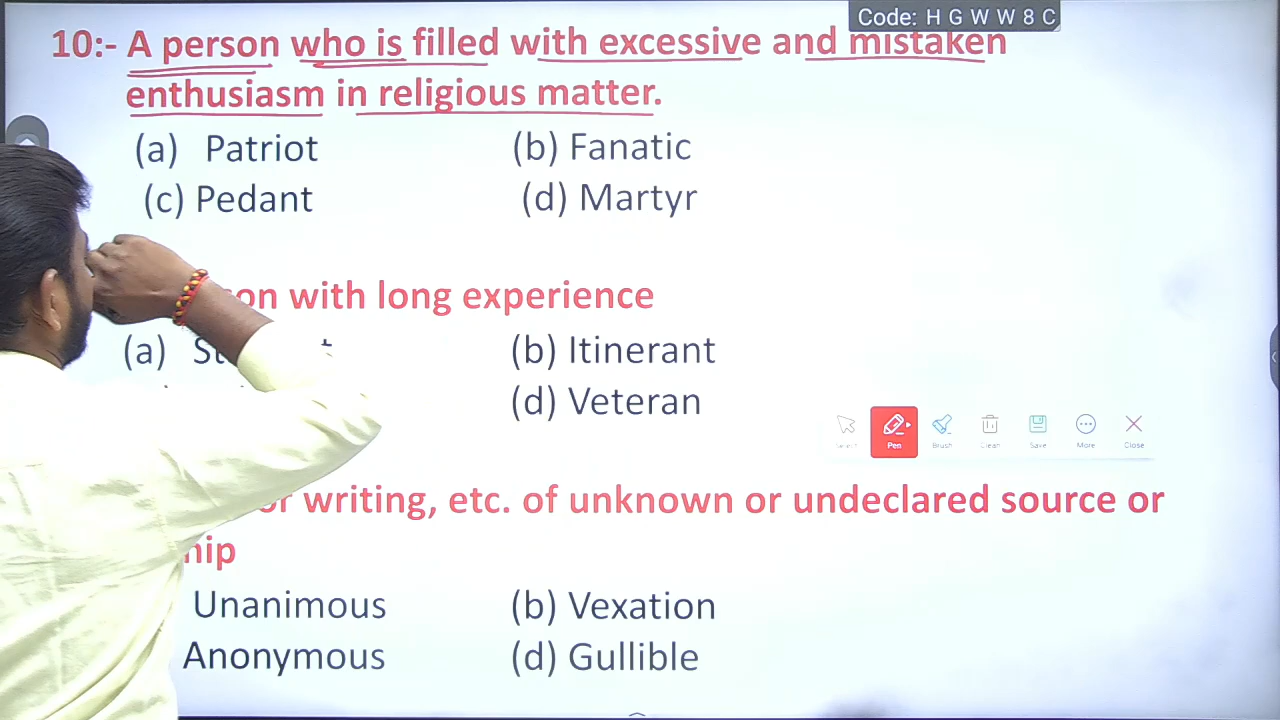 Code: H G W W 8 C
10:- A person who is filled with excessive and mistaken
enthusiasm in religious matter.
(a) Patriot (b) Fanatic
(c) Pedant (d) Martyr
with long experience
(a) (b) Itinerant
(d) Veteran
Select Pen Brush Clean Save More Close
writing, etc. of unknown or undeclared source or
Unanimous (b) Vexation
Anonymous (d) Gullible